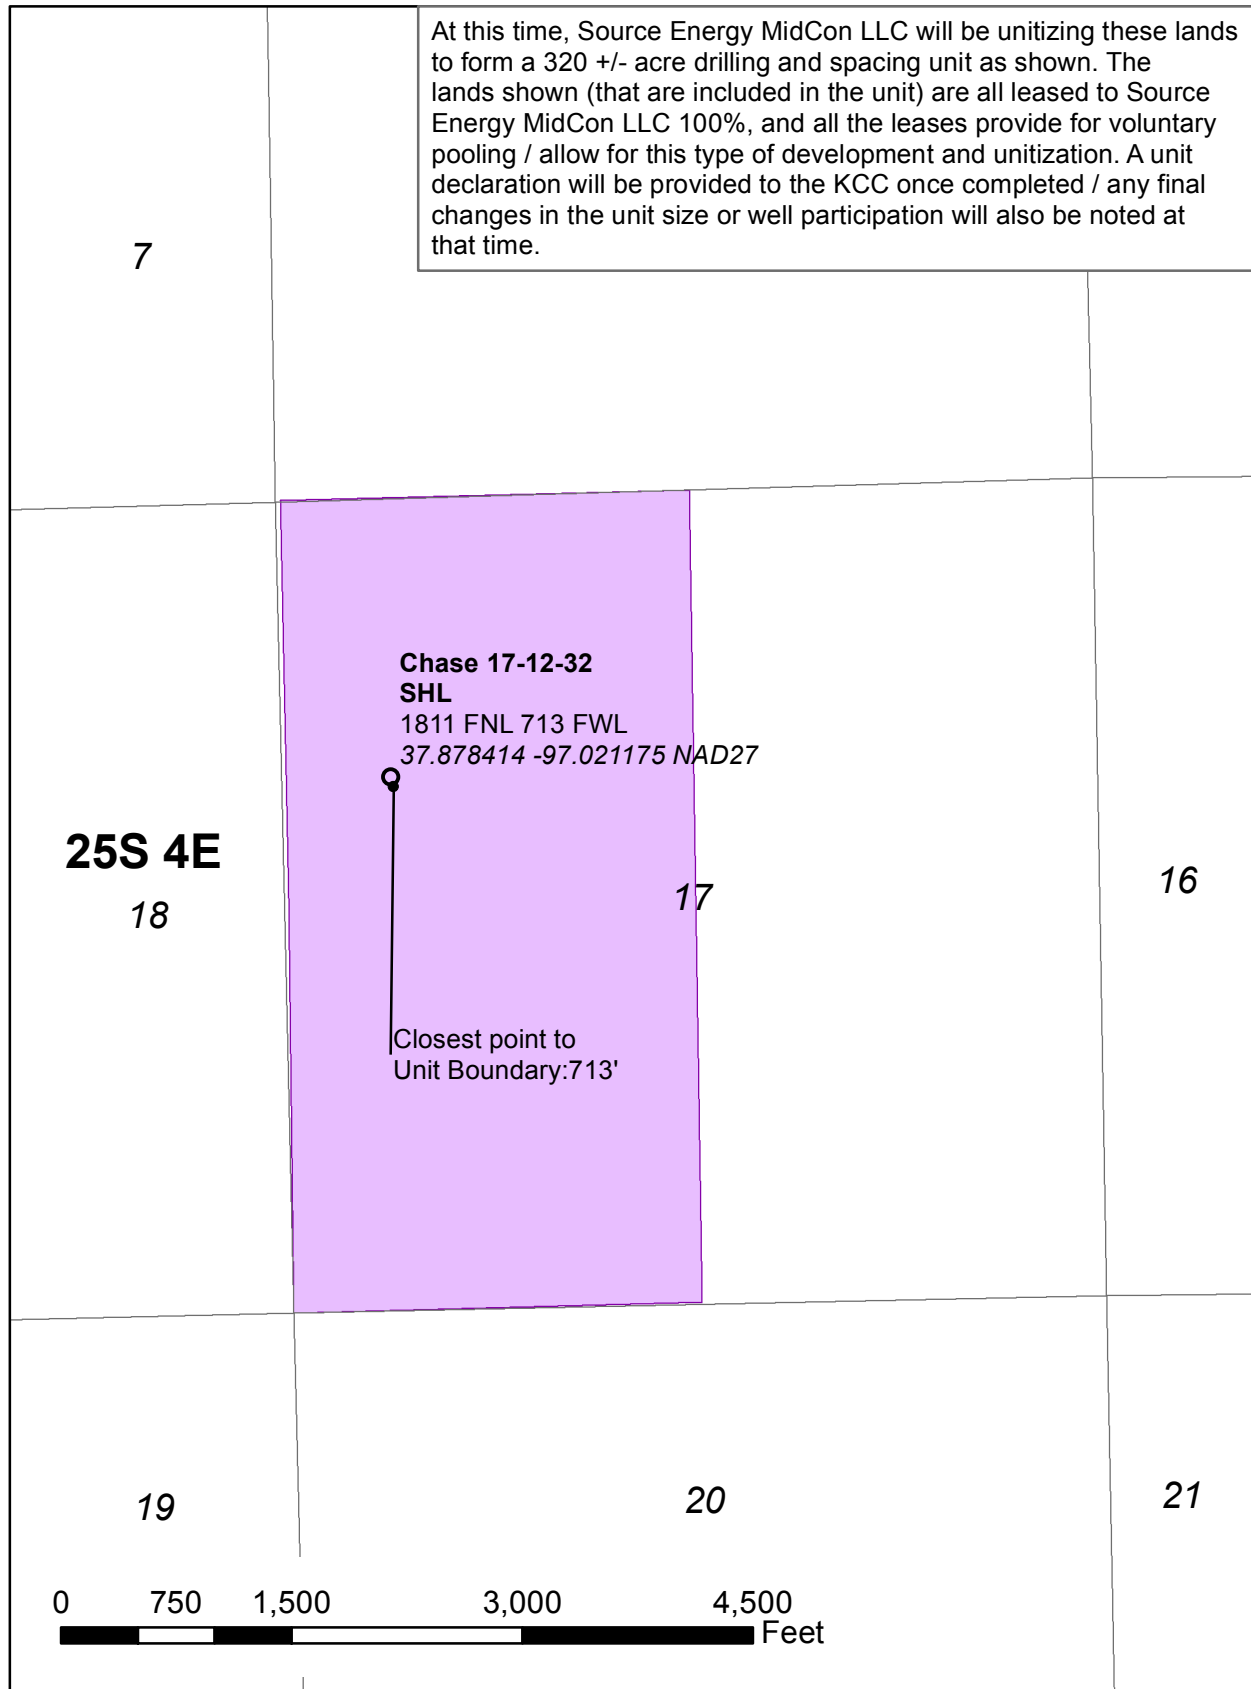 At this time, Source Energy MidCon LLC will be unitizing these lands
to form a 320 +/- acre drilling and spacing unit as shown. The
lands shown (that are included in the unit) are all leased to Source
Energy MidCon LLC 100%, and all the leases provide for voluntary
pooling / allow for this type of development and unitization. A unit
declaration will be provided to the KCC once completed / any final
changes in the unit size or well participation will also be noted at
that time.
7
Chase 17-12-32
SHL
1811 FNL 713 FWL
37.878414 -97.021175 NAD27
25S 4E
18
17
16
Closest point to
Unit Boundary:713'
19
20
21
0 750 1,500 3,000 4,500
Feet